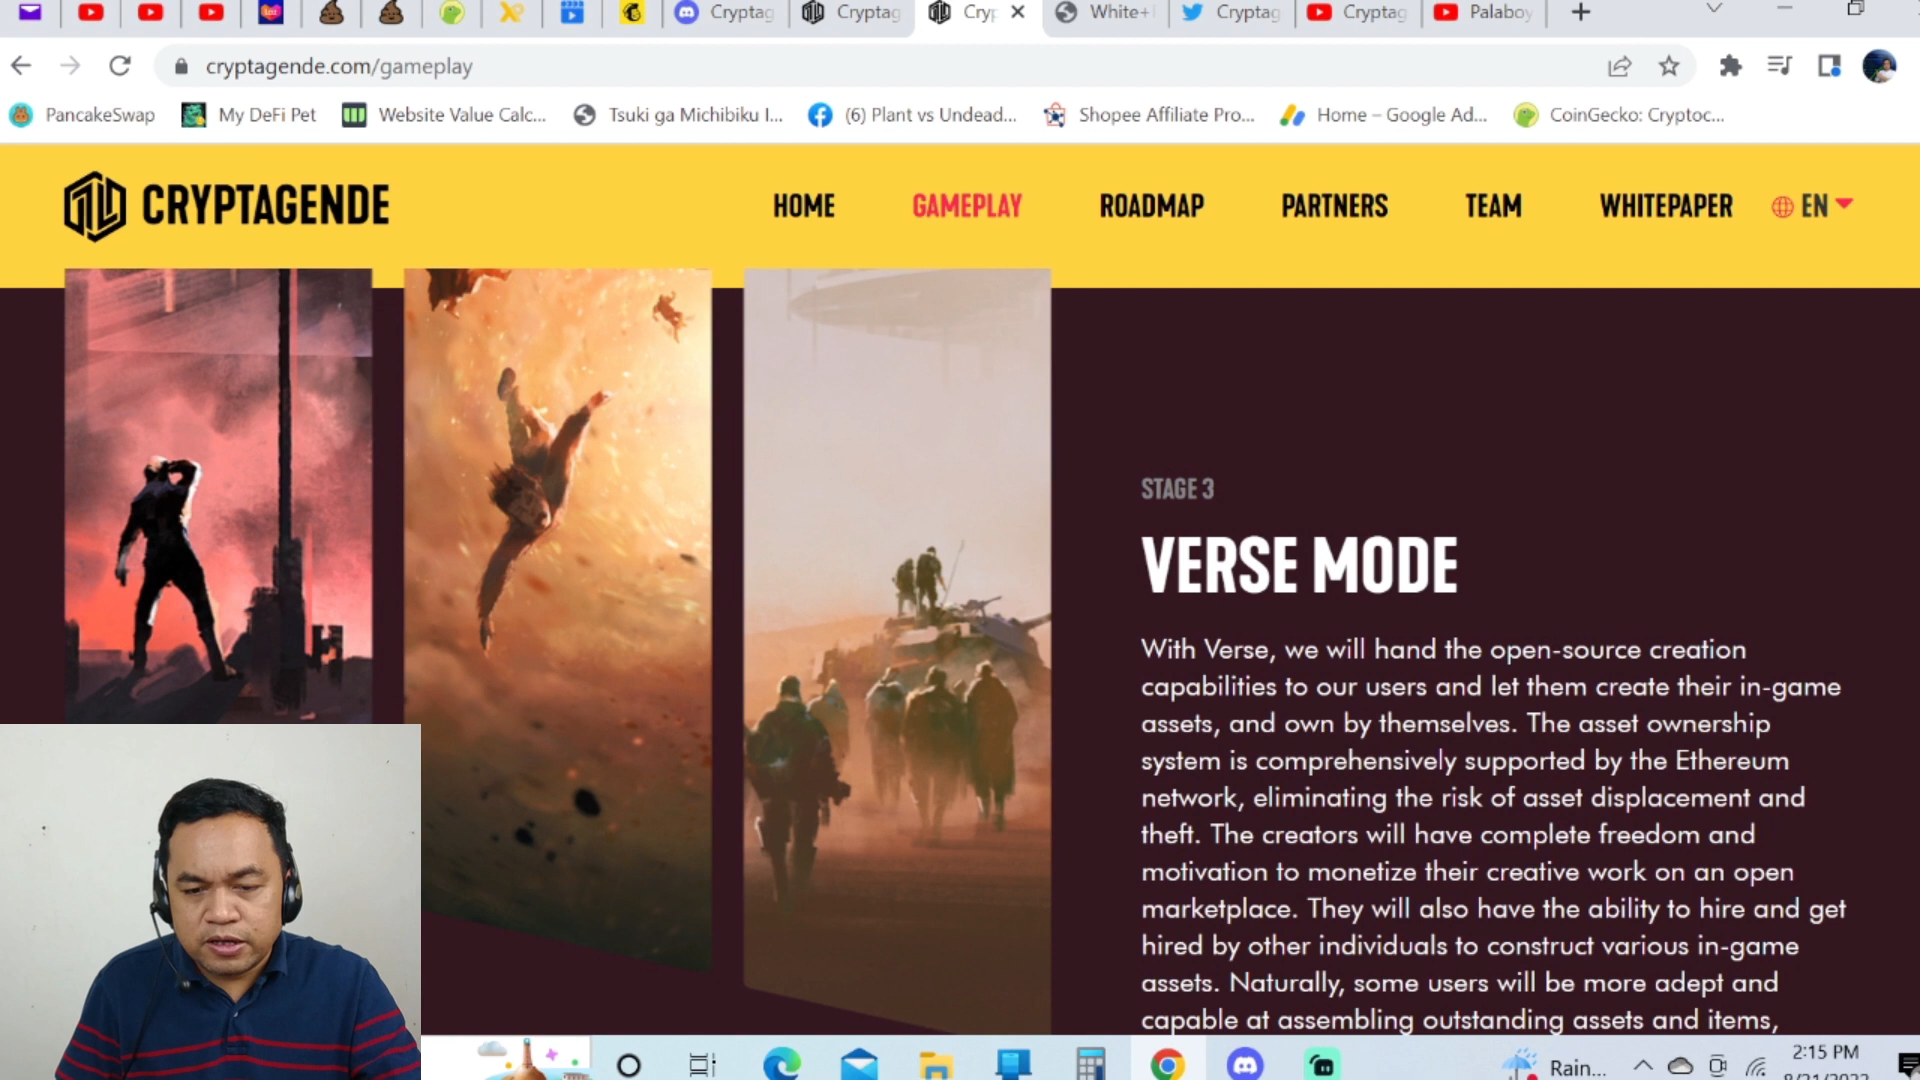 Cryptag
Cryptag
Cryp
White+
Cryptag
Cryptag
Palaboy
cryptagende.com/gameplay
PancakeSwap
My DeFi Pet
Website Value Calc...
Tsuki ga Michibiku I...
(6) Plant vs Undead...
Shopee Affiliate Pro...
Home – Google Ad...
CoinGecko: Cryptoc...
CRYPTAGENDE
HOME
GAMEPLAY
ROADMAP
PARTNERS
TEAM
WHITEPAPER
EN
STAGE 3
VERSE MODE
With Verse, we will hand the open-source creation
capabilities to our users and let them create their in-game
assets, and own by themselves. The asset ownership
system is comprehensively supported by the Ethereum
network, eliminating the risk of asset displacement and
theft. The creators will have complete freedom and
motivation to monetize their creative work on an open
marketplace. They will also have the ability to hire and get
hired by other individuals to construct various in-game
assets. Naturally, some users will be more adept and
capable at assembling outstanding assets and items,
Rain...
2:15 PM